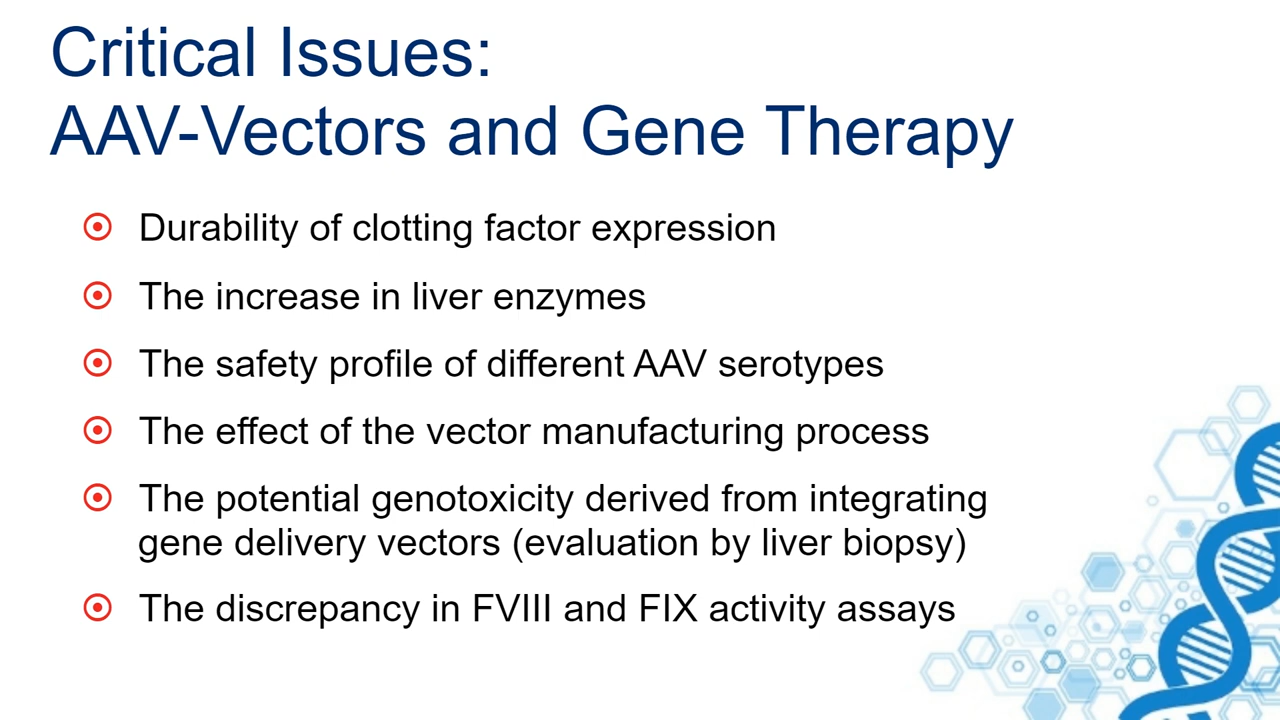 Critical Issues:
AAV-Vectors and Gene Therapy
Durability of clotting factor expression
The increase in liver enzymes
The safety profile of different AAV serotypes
The effect of the vector manufacturing process
The potential genotoxicity derived from integrating
gene delivery vectors (evaluation by liver biopsy)
The discrepancy in FVIII and FIX activity assays